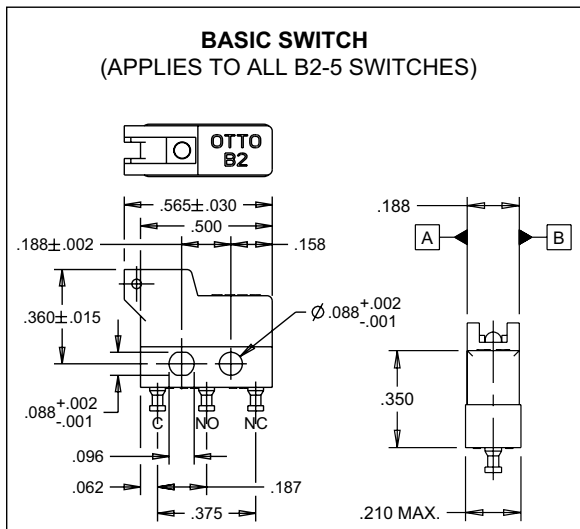 BASIC SWITCH
(APPLIES TO ALL B2-5 SWITCHES)
OTTO
B2
.565±.030
.500
.188±.002
.158
.188
A
B
.360±.015
Ø.088+.002
-.001
.088+.002
-.001
.350
C
NO
NC
.096
.062
.187
.375
.210 MAX.